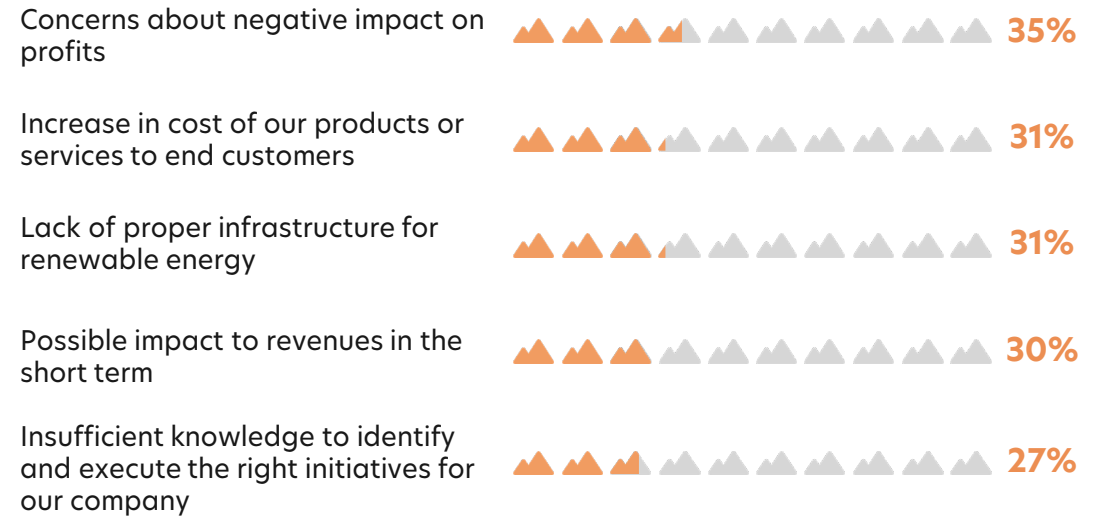 Concerns about negative impact on
profits
35%
Increase in cost of our products or
services to end customers
31%
Lack of proper infrastructure for
renewable energy
31%
Possible impact to revenues in the
short term
30%
Insufficient knowledge to identify
and execute the right initiatives for
our company
27%